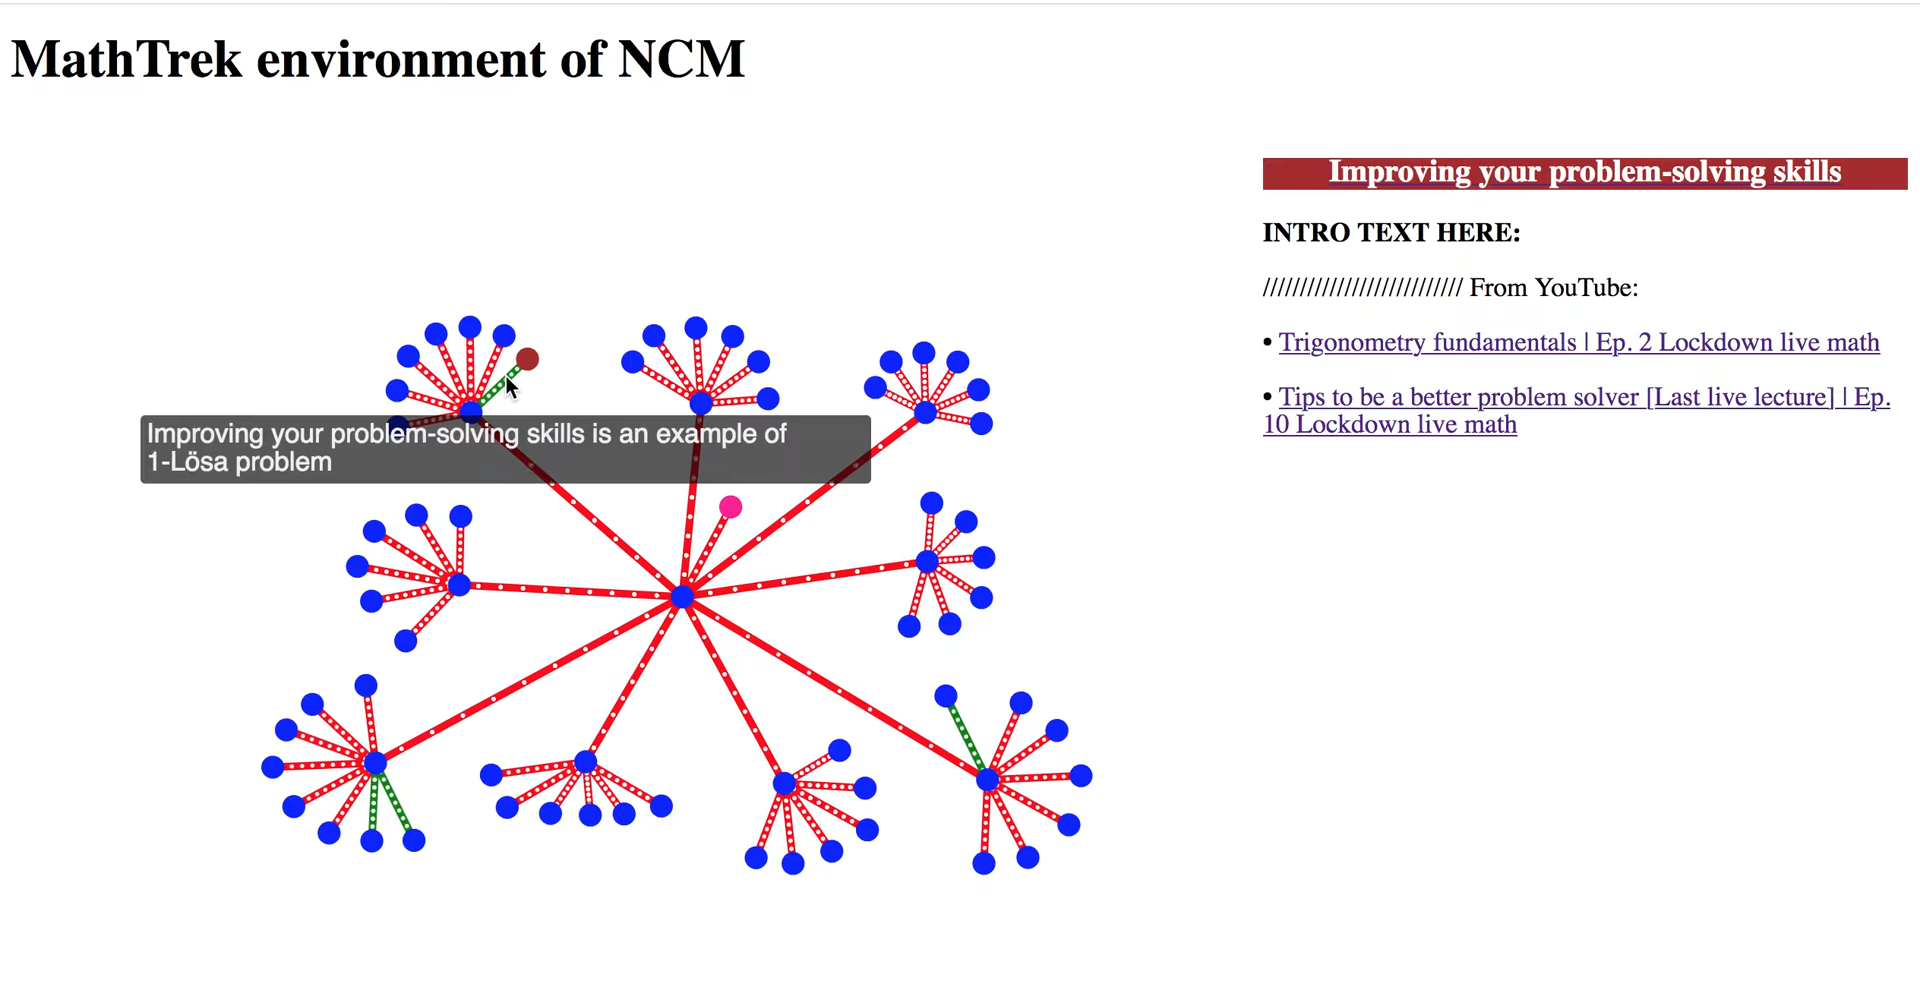 MathTrek environment of NCM
Improving your problem-solving skills
INTRO TEXT HERE:
/////////////////////////// From YouTube:
• Trigonometry fundamentals | Ep. 2 Lockdown live math
• Tips to be a better problem solver [Last live lecture] | Ep.
10 Lockdown live math
Improving your problem-solving skills is an example of
1-Lösa problem